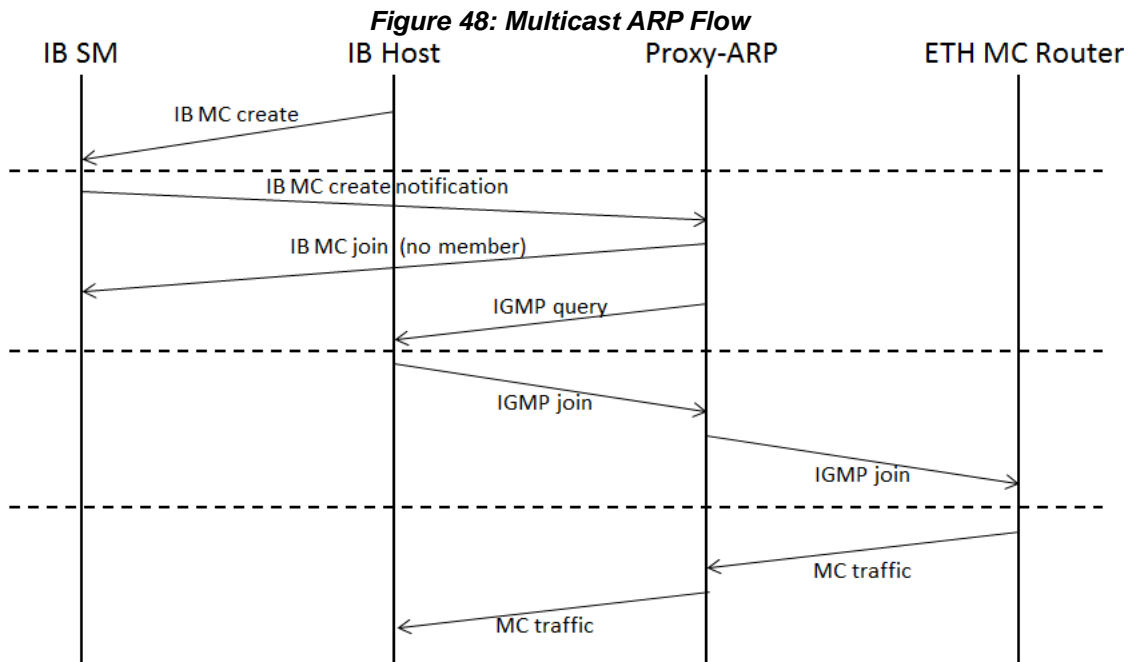 Figure 48: Multicast ARP Flow
IB SM
IB Host
Proxy-ARP
ETH MC Router
IB MC create
IB MC create notification
IB MC join (no member)
IGMP query
IGMP join
IGMP join
MC traffic
MC traffic